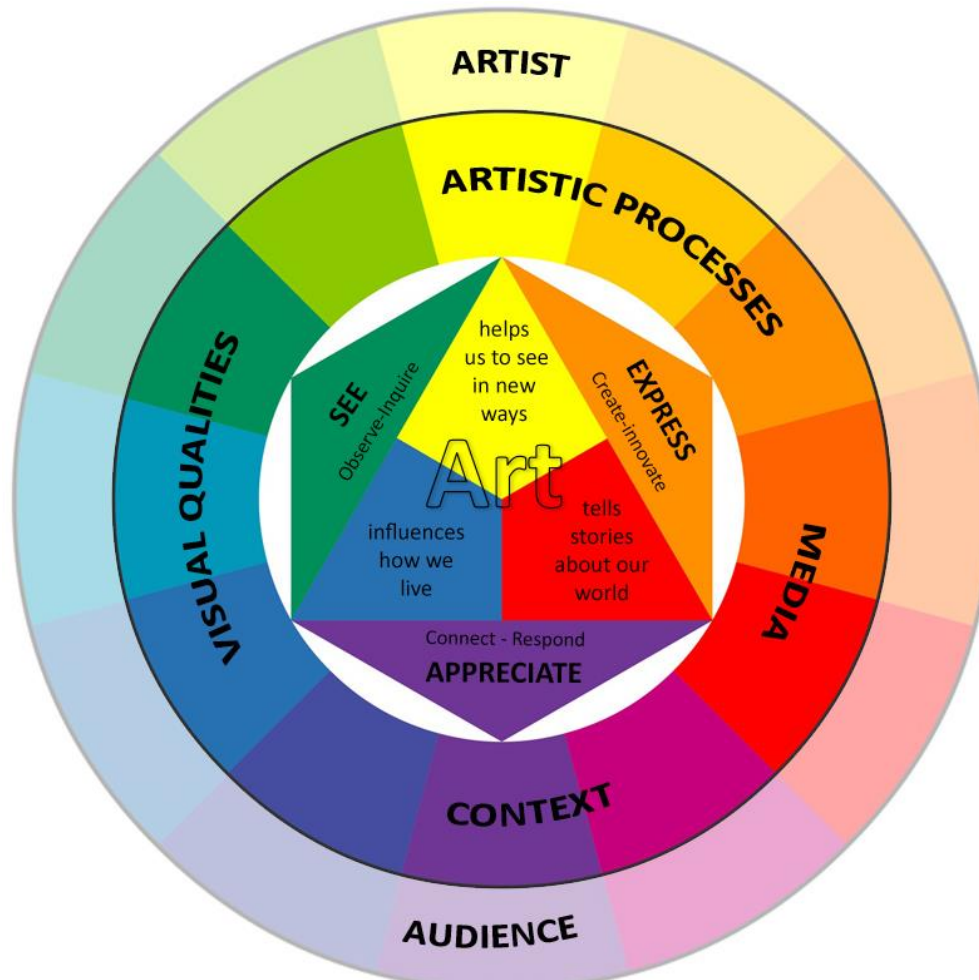 ARTIST
ARTISTIC PROCESSES
VISUAL QUALITIES
MEDIA
CONTEXT
AUDIENCE
SEE
Observe-Inquire
EXPRESS
Create-innovate
helps
us to see
in new
ways
Art
influences
how we
live
tells
stories
about our
world
Connect - Respond
APPRECIATE